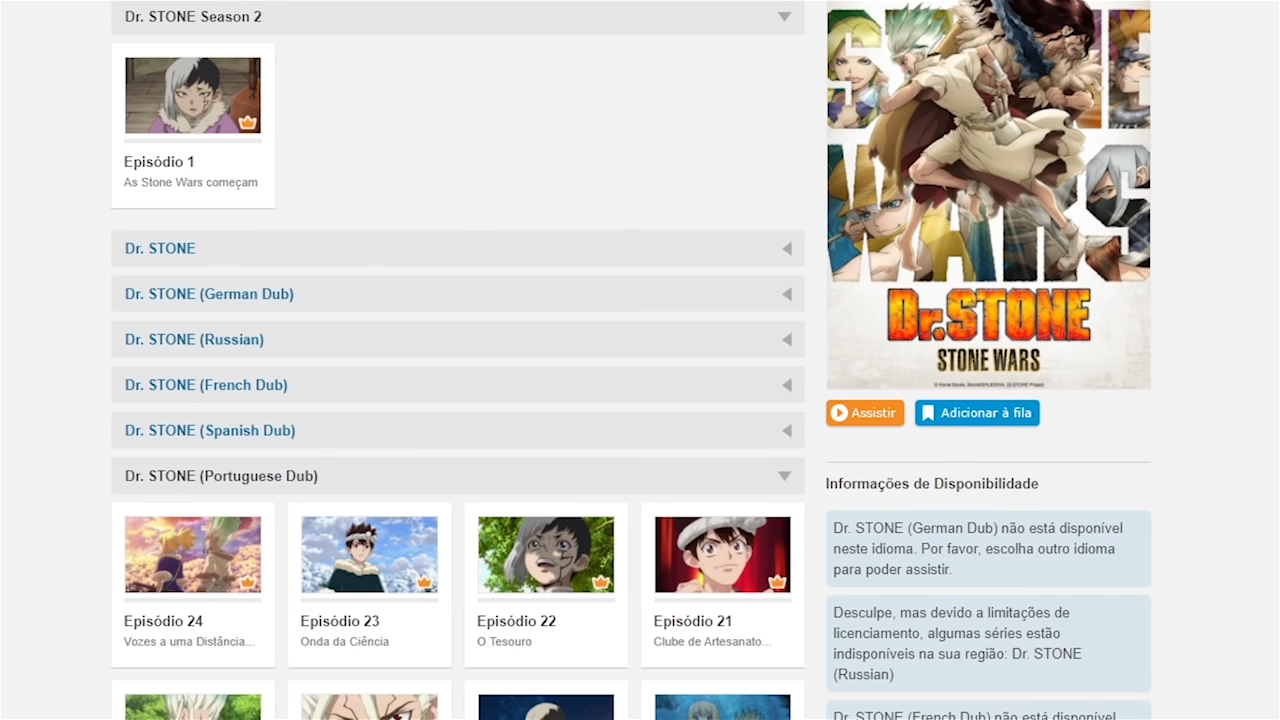 Dr. STONE Season 2
Episódio 1
As Stone Wars começam
Dr. STONE
Dr. STONE (German Dub)
Dr. STONE (Russian)
Dr. STONE (French Dub)
Dr. STONE (Spanish Dub)
Dr. STONE (Portuguese Dub)
Episódio 24
Vozes a uma Distância...
Episódio 23
Onda da Ciência
Episódio 22
O Tesouro
Episódio 21
Clube de Artesanato...
STONE
WARS
Dr.STONE
STONE WARS
Assistir
Adicionar à fila
Informações de Disponibilidade
Dr. STONE (German Dub) não está disponível
neste idioma. Por favor, escolha outro idioma
para poder assistir.
Desculpe, mas devido a limitações de
licenciamento, algumas séries estão
indisponíveis na sua região: Dr. STONE
(Russian)
Dr. STONE (French Dub) não está disponível